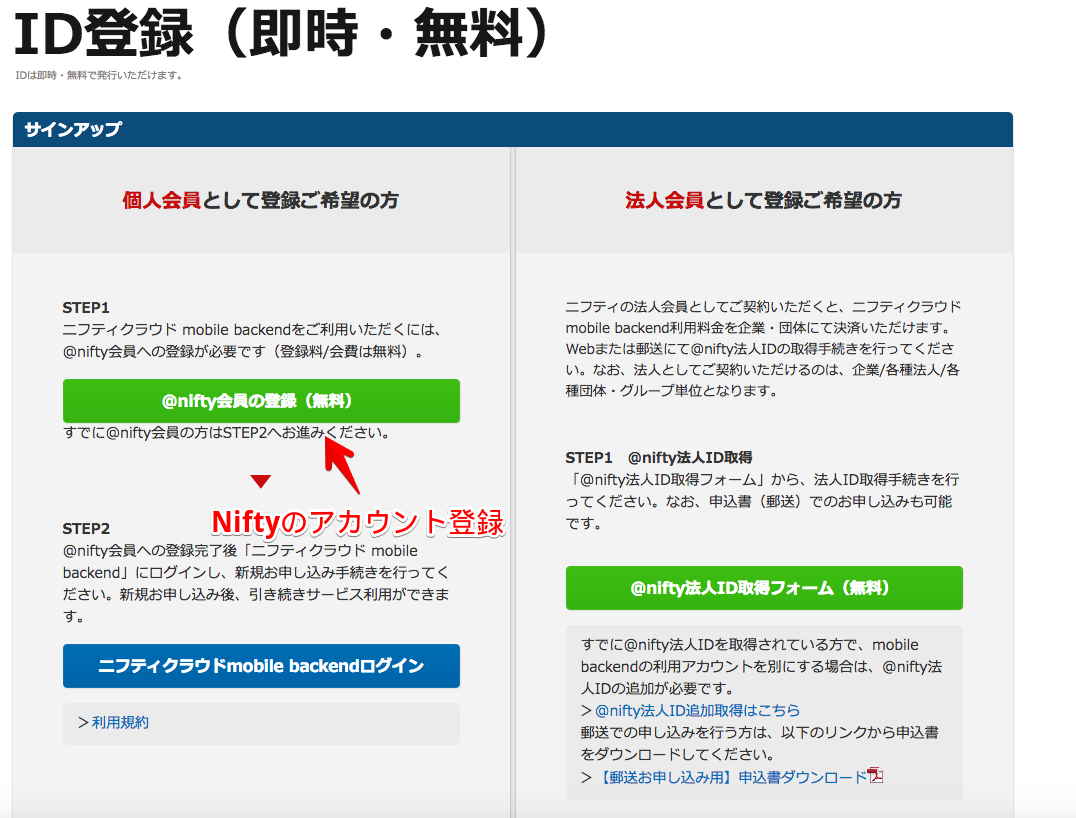 ID登録（即時・無料）
IDは即時・無料で発行いただけます。
サインアップ
個人会員として登録ご希望の方
STEP1
ニフティクラウド mobile backendをご利用いただくには、
@nifty会員への登録が必要です（登録料/会費は無料）。
@nifty会員の登録（無料）
すでに@nifty会員の方はSTEP2へお進みください。
Niftyのアカウント登録
STEP2
@nifty会員への登録完了後「ニフティクラウド mobile
backend」にログインし、新規お申し込み手続きを行ってく
ださい。新規お申し込み後、引き続きサービス利用ができま
す。
ニフティクラウドmobile backendログイン
＞利用規約
法人会員として登録ご希望の方
ニフティの法人会員としてご契約いただくと、ニフティクラウド
mobile backend利用料金を企業・団体にて決済いただけます。
Webまたは郵送にて@nifty法人IDの取得手続きを行ってくださ
い。なお、法人としてご契約いただけるのは、企業/各種法人/各
種団体・グループ単位となります。
STEP1　@nifty法人ID取得
「@nifty法人ID取得フォーム」から、法人ID取得手続きを行
ってください。なお、申込書（郵送）でのお申し込みも可能
です。
@nifty法人ID取得フォーム（無料）
すでに@nifty法人IDを取得されている方で、mobile
backendの利用アカウントを別にする場合は、@nifty法
人IDの追加が必要です。
＞@nifty法人ID追加取得はこちら
郵送での申し込みを行う方は、以下のリンクから申込書
をダウンロードしてください。
＞【郵送お申し込み用】申込書ダウンロード